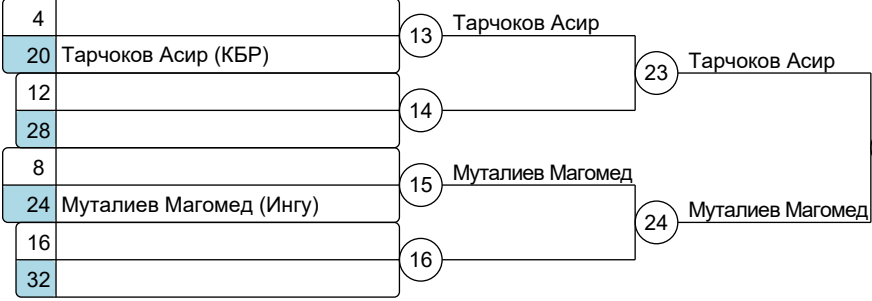 4
13
Тарчоков Асир
20 Тарчоков Асир (КБР)
23
Тарчоков Асир
12
14
28
8
15
Муталиев Магомед
24 Муталиев Магомед (Ингу)
24
Муталиев Магомед
16
16
32